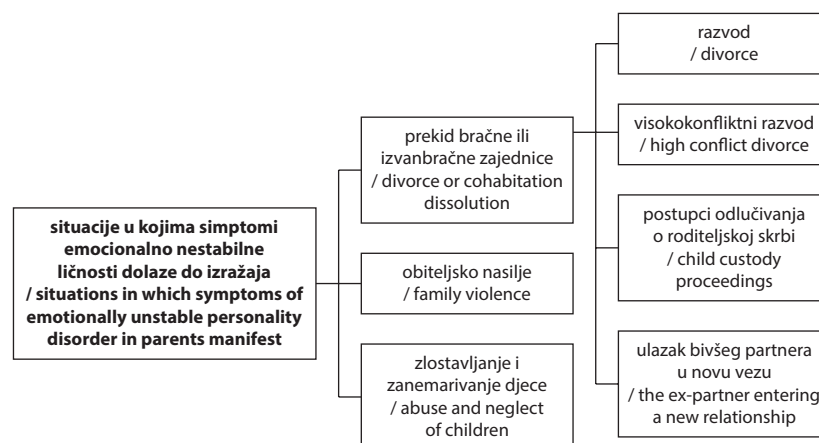 situacije u kojima simptomi
emocionalno nestabilne
ličnosti dolaze do izražaja
/ situations in which symptoms of
emotionally unstable personality
disorder in parents manifest
prekid bračne ili
izvanbračne zajednice
/ divorce or cohabitation
dissolution
obiteljsko nasilje
/ family violence
zlostavljanje i
zanemarivanje djece
/ abuse and neglect
of children
razvod
/ divorce
visokokonfliktni razvod
/ high conflict divorce
postupci odlučivanja
o roditeljskoj skrbi
/ child custody
proceedings
ulazak bivšeg partnera
u novu vezu
/ the ex-partner entering
a new relationship